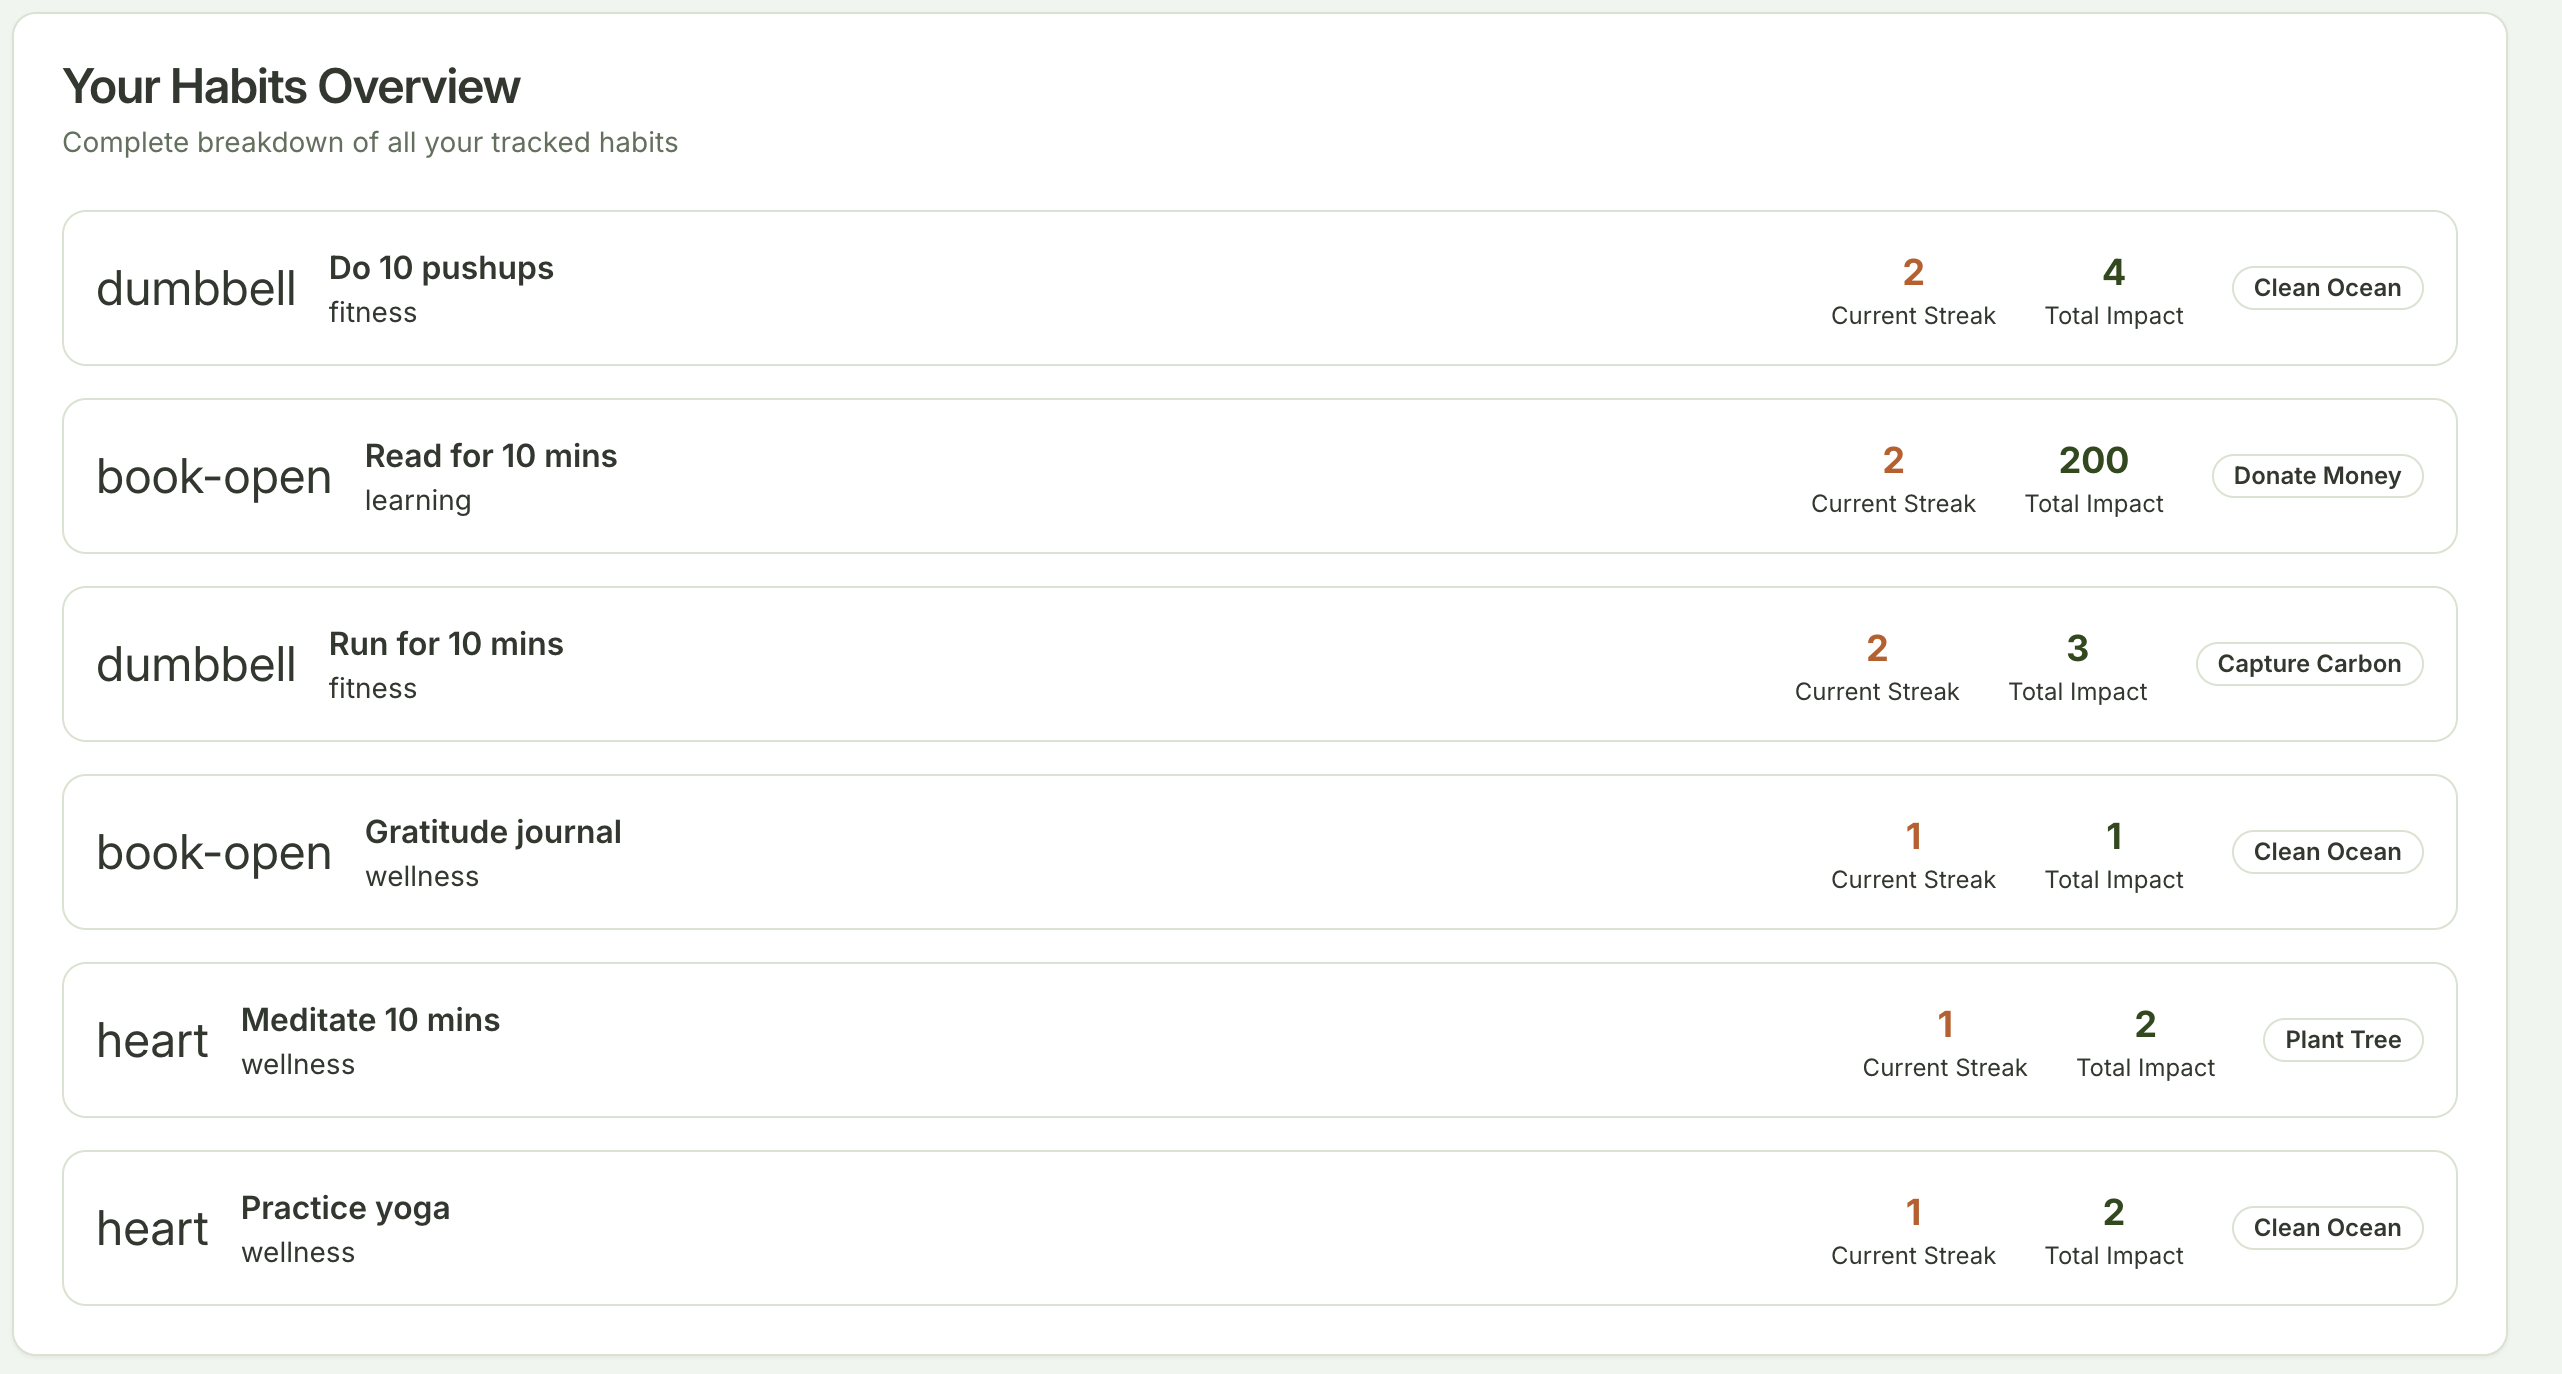 Your Habits Overview
Complete breakdown of all your tracked habits
dumbbell
Do 10 pushups
fitness
2
Current Streak
4
Total Impact
Clean Ocean
book-open
Read for 10 mins
learning
2
Current Streak
200
Total Impact
Donate Money
dumbbell
Run for 10 mins
fitness
2
Current Streak
3
Total Impact
Capture Carbon
book-open
Gratitude journal
wellness
1
Current Streak
1
Total Impact
Clean Ocean
heart
Meditate 10 mins
wellness
1
Current Streak
2
Total Impact
Plant Tree
heart
Practice yoga
wellness
1
Current Streak
2
Total Impact
Clean Ocean